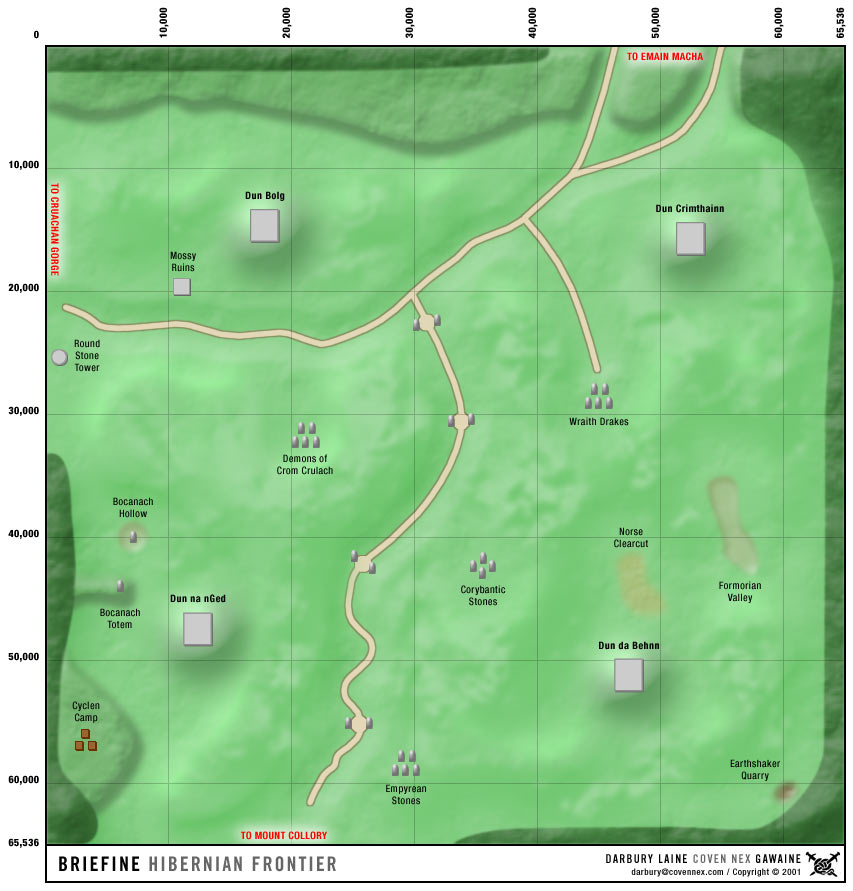 0
10,000
20,000
30,000
40,000
50,000
60,000
65,536
TO EMAIN MACHA
10,000
TO CRUACHAN GORGE
Dun Bolg
Dun Crimthainn
Mossy
Ruins
20,000
Round
Stone
Tower
30,000
Wraith Drakes
Demons of
Crom Crulach
Bocanach
Hollow
40,000
Norse
Clearcut
Formorian
Valley
Corybantic
Stones
Bocanach
Totem
Dun na nGed
Dun da Behnn
50,000
Cyclen
Camp
Earthshaker
Quarry
60,000
Empyrean
Stones
TO MOUNT COLLORY
65,536
BRIEFINE HIBERNIAN FRONTIER
DARBURY LAINE COVEN NEX GAWAINE
darbury@covennex.com / Copyright © 2001